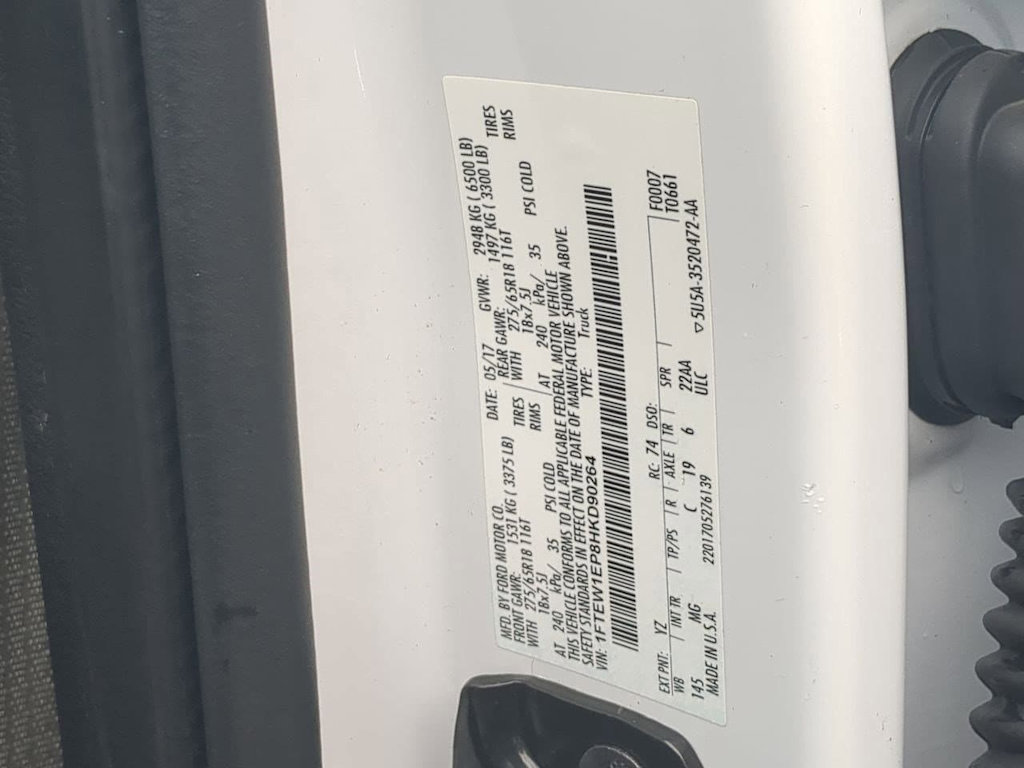 MFD. BY FORD MOTOR CO. DATE: 05/17 GVWR: 2948 KG ( 6500 LB)
FRONT GAWR: 1531 KG ( 3375 LB) REAR GAWR: 1497 KG ( 3300 LB)
WITH 275/65R18 116T TIRES WITH 275/65R18 116T TIRES
18x7.5J RIMS 18x7.5J RIMS
AT 240 kPa/ 35 PSI COLD AT 240 kPa/ 35 PSI COLD
THIS VEHICLE CONFORMS TO ALL APPLICABLE FEDERAL MOTOR VEHICLE
SAFETY STANDARDS IN EFFECT ON THE DATE OF MANUFACTURE SHOWN ABOVE.
VIN: 1FTEW1EP8HKD90264 TYPE: Truck
F0007
EXT PNT: YZ RC: 74 DSO: T0661
WB INT TR TP/PS R AXLE TR SPR
145 MG C 19 6 22AA ▽5U5A-3520472-AA
MADE IN U.S.A. 2201705276139 ULC